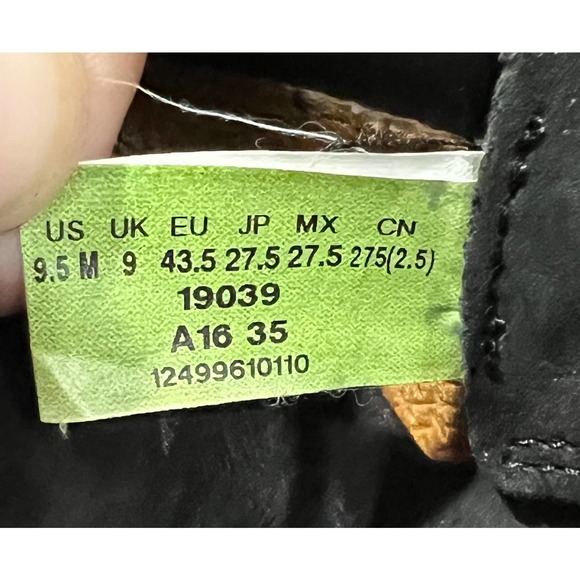 US UK EU JP MX CN
9.5 M 9 43.5 27.5 27.5 275(2.5)
19039
A16 35
12499610110